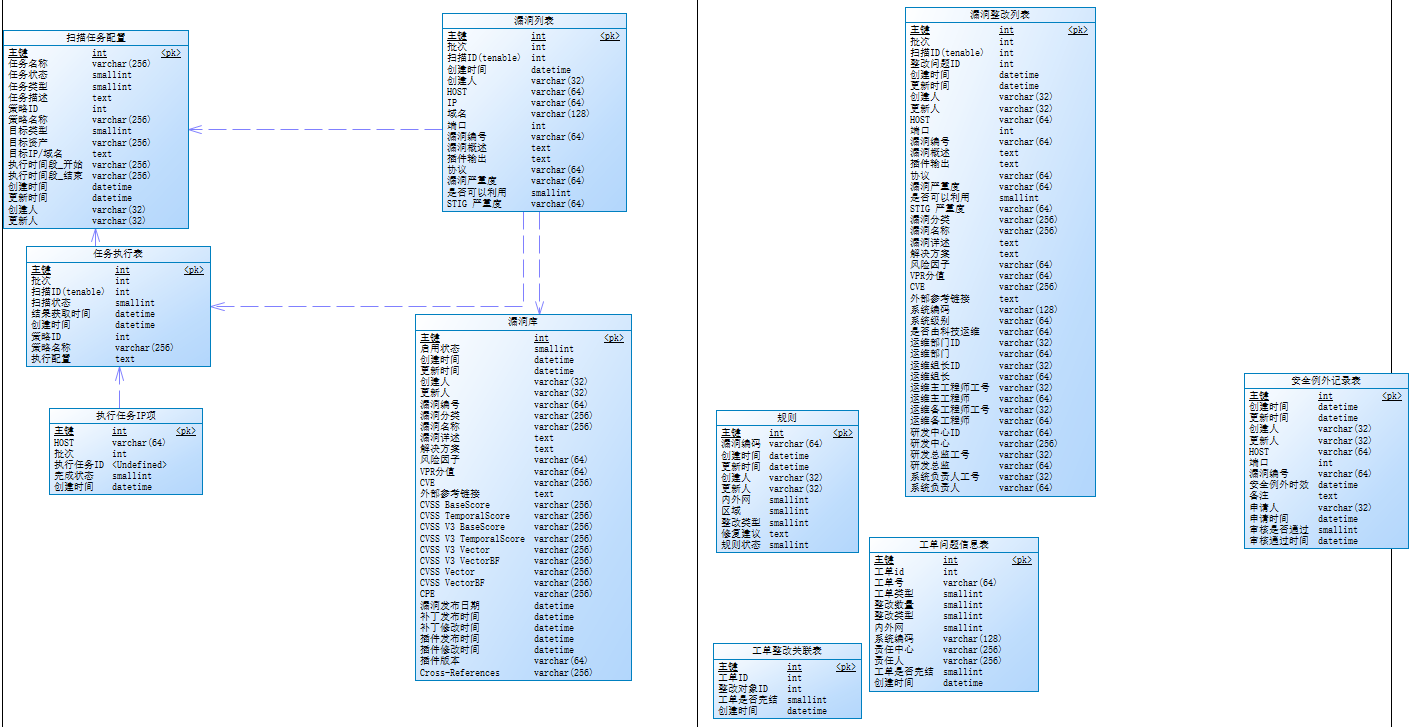 扫描任务配置
主键 int <pk>
任务名称 varchar(256)
任务状态 smallint
任务类型 smallint
任务描述 text
策略ID int
策略名称 varchar(256)
目标类型 smallint
目标资产 varchar(256)
目标IP/域名 text
执行时间段_开始 varchar(256)
执行时间段_结束 varchar(256)
创建时间 datetime
更新时间 datetime
创建人 varchar(32)
更新人 varchar(32)
任务执行表
主键 int <pk>
批次 int
扫描ID(tenable) int
扫描状态 smallint
结果获取时间 datetime
创建时间 datetime
策略ID int
策略名称 varchar(256)
执行配置 text
执行任务IP项
主键 int <pk>
HOST varchar(64)
批次 int
执行任务ID <Undefined>
完成状态 smallint
创建时间 datetime
漏洞列表
主键 int <pk>
批次 int
扫描ID(tenable) int
创建时间 datetime
创建人 varchar(32)
HOST varchar(64)
IP varchar(64)
域名 varchar(128)
端口 int
漏洞编号 varchar(64)
漏洞概述 text
插件输出 text
协议 varchar(64)
漏洞严重度 varchar(64)
是否可以利用 smallint
STIG 严重度 varchar(64)
漏洞库
主键 int <pk>
启用状态 smallint
创建时间 datetime
更新时间 datetime
创建人 varchar(32)
更新人 varchar(32)
漏洞编号 varchar(64)
漏洞分类 varchar(256)
漏洞名称 varchar(256)
漏洞详述 text
解决方案 text
风险因子 varchar(64)
VPR分值 varchar(64)
CVE varchar(256)
外部参考链接 text
CVSS BaseScore varchar(256)
CVSS TemporalScore varchar(256)
CVSS V3 BaseScore varchar(256)
CVSS V3 TemporalScore varchar(256)
CVSS V3 Vector varchar(256)
CVSS V3 VectorBF varchar(256)
CVSS Vector varchar(256)
CVSS VectorBF varchar(256)
CPE varchar(256)
漏洞发布日期 datetime
补丁发布时间 datetime
补丁修改时间 datetime
插件发布时间 datetime
插件修改时间 datetime
插件版本 varchar(64)
Cross-References varchar(256)
漏洞整改列表
主键 int <pk>
批次 int
扫描ID(tenable) int
整改问题ID int
创建时间 datetime
更新时间 datetime
创建人 varchar(32)
更新人 varchar(32)
HOST varchar(64)
端口 int
漏洞编号 varchar(64)
漏洞概述 text
插件输出 text
协议 varchar(64)
漏洞严重度 varchar(64)
是否可以利用 smallint
STIG 严重度 varchar(64)
漏洞分类 varchar(256)
漏洞名称 varchar(256)
漏洞详述 text
解决方案 text
风险因子 varchar(64)
VPR分值 varchar(64)
CVE varchar(256)
外部参考链接 text
系统编码 varchar(128)
系统级别 varchar(64)
是否由科技运维 varchar(64)
运维部门ID varchar(32)
运维部门 varchar(64)
运维组长ID varchar(32)
运维组长 varchar(64)
运维主工程师工号 varchar(32)
运维主工程师 varchar(64)
运维备工程师工号 varchar(32)
运维备工程师 varchar(64)
研发中心ID varchar(64)
研发中心 varchar(256)
研发总监工号 varchar(32)
研发总监 varchar(64)
系统负责人工号 varchar(32)
系统负责人 varchar(64)
规则
主键 int <pk>
漏洞编码 varchar(64)
创建时间 datetime
更新时间 datetime
创建人 varchar(32)
更新人 varchar(32)
内外网 smallint
区域 smallint
整改类型 smallint
修复建议 text
规则状态 smallint
工单问题信息表
主键 int <pk>
工单id int
工单号 varchar(64)
工单类型 smallint
整改数量 smallint
整改类型 smallint
内外网 smallint
系统编码 varchar(128)
责任中心 varchar(256)
责任人 varchar(256)
工单是否完结 smallint
创建时间 datetime
工单整改关联表
主键 int <pk>
工单ID int
整改对象ID int
工单是否完结 smallint
创建时间 datetime
安全例外记录表
主键 int <pk>
创建时间 datetime
更新时间 datetime
创建人 varchar(32)
更新人 varchar(32)
HOST varchar(64)
端口 int
漏洞编号 varchar(64)
安全例外时效 datetime
备注 text
申请人 varchar(32)
申请时间 datetime
审核是否通过 smallint
审核通过时间 datetime